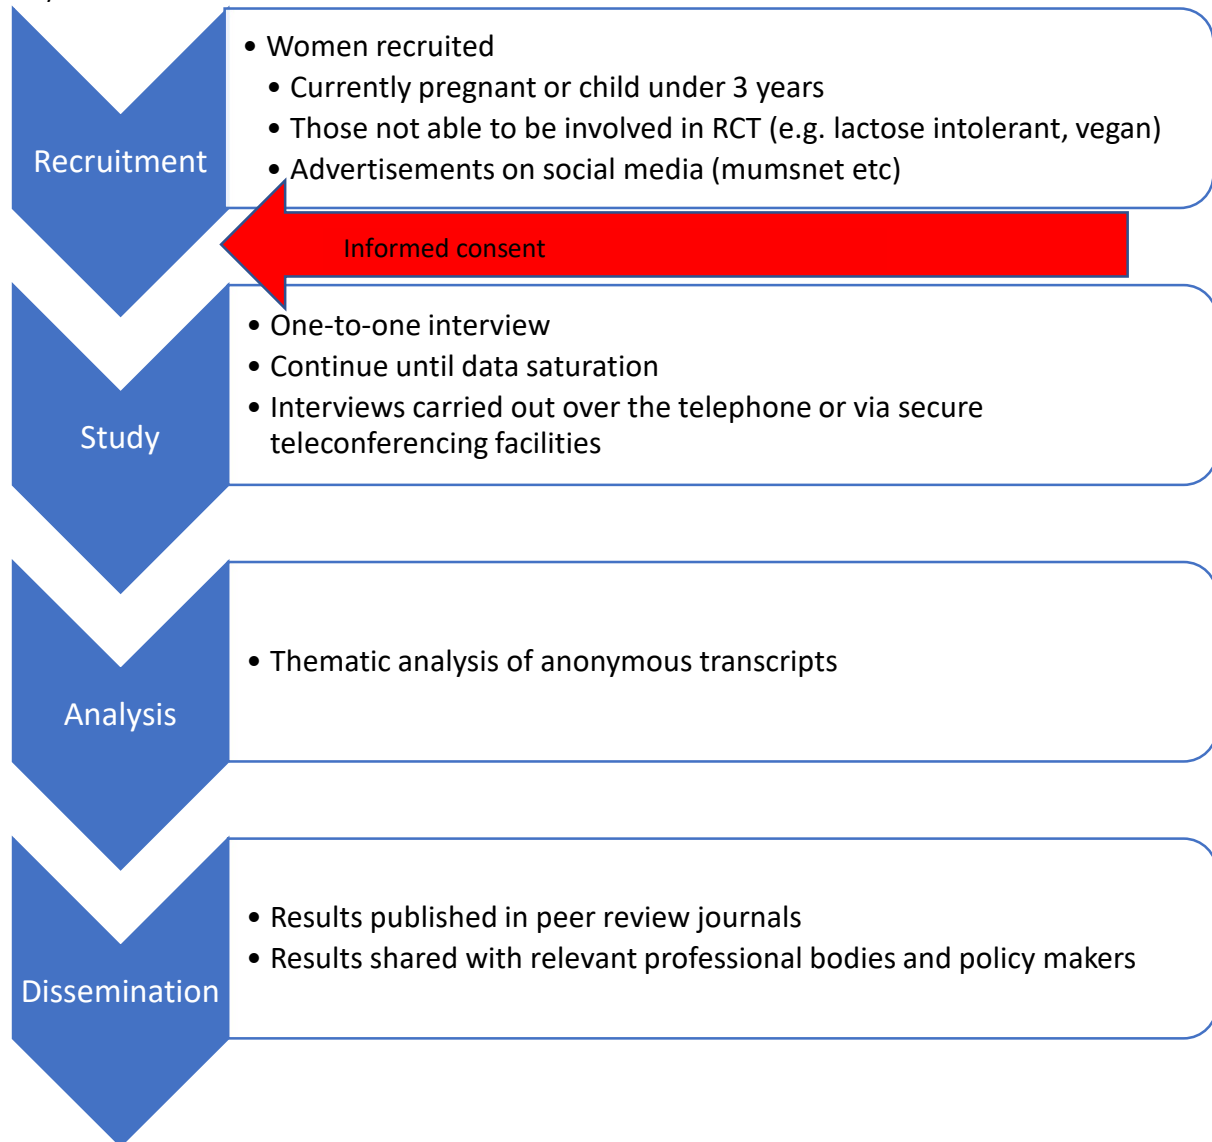 Recruitment
• Women recruited
• Currently pregnant or child under 3 years
• Those not able to be involved in RCT (e.g. lactose intolerant, vegan)
• Advertisements on social media (mumsnet etc)
Informed consent
Study
• One-to-one interview
• Continue until data saturation
• Interviews carried out over the telephone or via secure
teleconferencing facilities
Analysis
• Thematic analysis of anonymous transcripts
Dissemination
• Results published in peer review journals
• Results shared with relevant professional bodies and policy makers